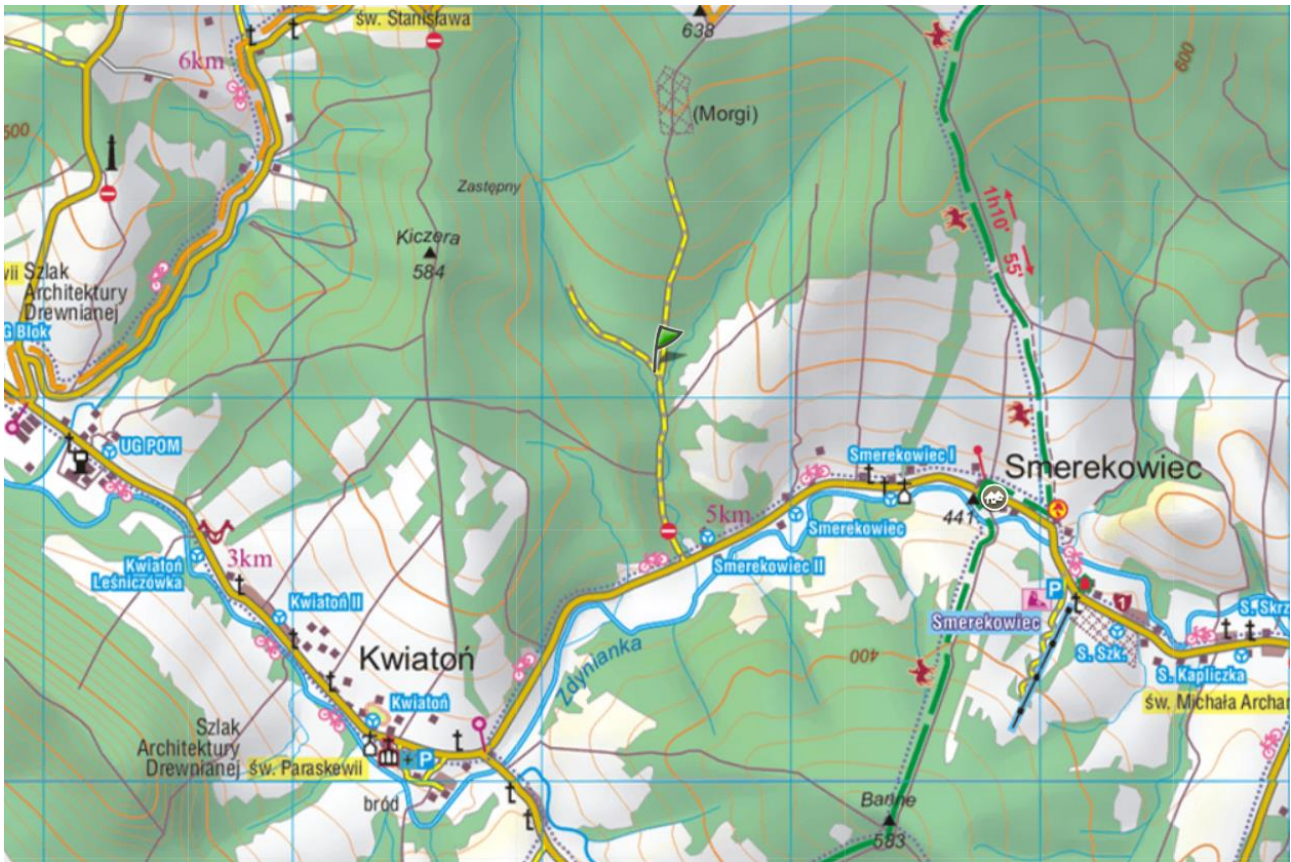 św. Stanisława
638
6km
600
(Morgi)
Zastępny
1h10'
Kiczera
584
55'
Szlak
Architektury
Drewnianej
G Blok
UG POM
Smerekowiec I
Smerekowiec
441
5km
Smerekowiec
Smerekowiec II
3km
Kwiatoń
Leśniczówka
Kwiatoń II
P
1
S. Skrz
Smerekowiec
S. Szk.
400
Kwiatoń
Zdynianka
S. Kapliczka
św. Michała Archan
Kwiatoń
Szlak
Architektury
Drewnianej
św. Paraskewii
+ P
bród
Banne
583